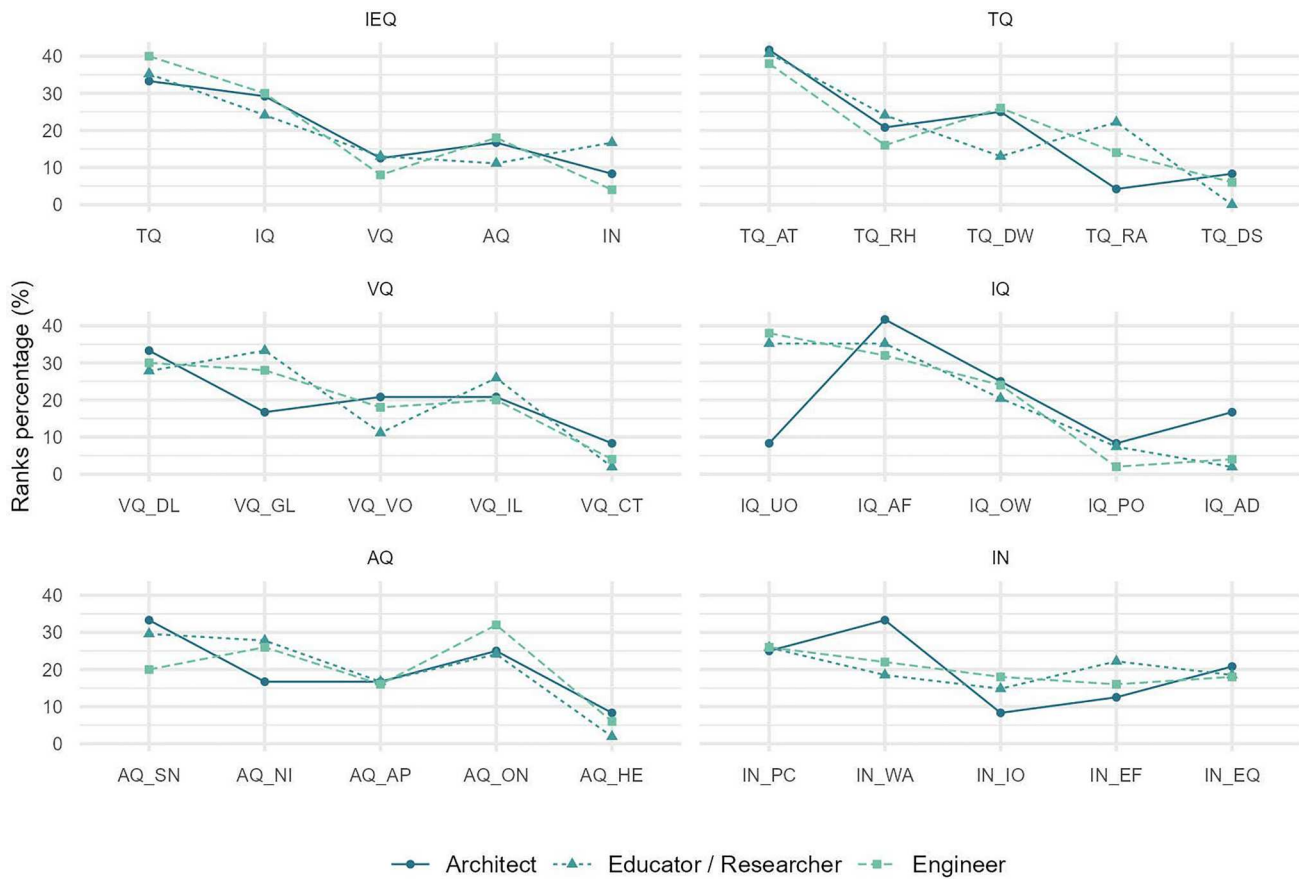 IEQ
TQ
40
30
20
10
0
TQ IQ VQ AQ IN
TQ_AT TQ_RH TQ_DW TQ_RA TQ_DS
VQ
IQ
Ranks percentage (%)
40
30
20
10
0
VQ_DL VQ_GL VQ_VO VQ_IL VQ_CT
IQ_UO IQ_AF IQ_OW IQ_PO IQ_AD
AQ
IN
40
30
20
10
0
AQ_SN AQ_NI AQ_AP AQ_ON AQ_HE
IN_PC IN_WA IN_IO IN_EF IN_EQ
Architect Educator / Researcher Engineer